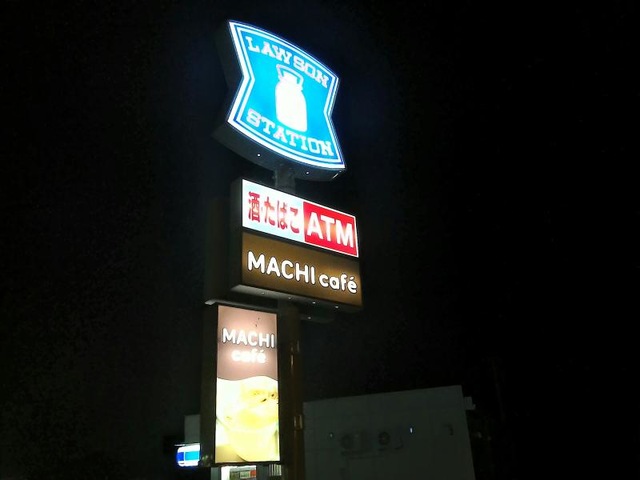 LAWSON
STATION
酒たばこ ATM
MACHI café
MACHI
café